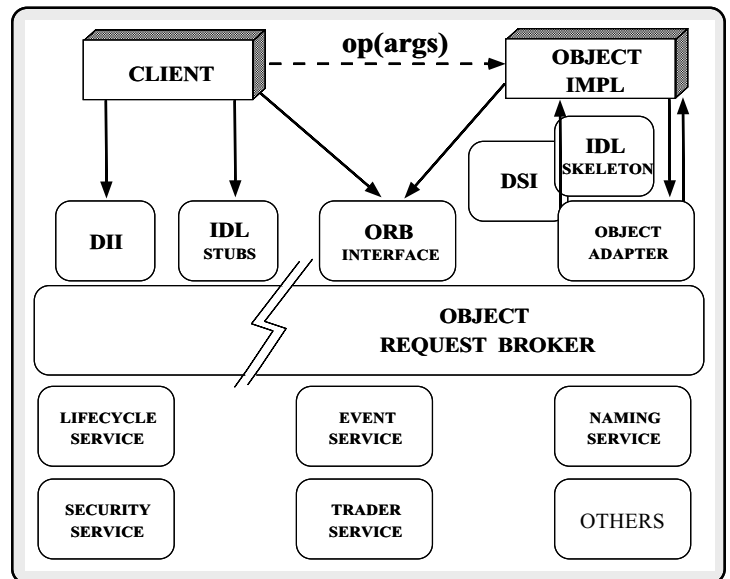 op(args)
CLIENT
OBJECT
IMPL
IDL
SKELETON
DSI
DII
IDL
STUBS
ORB
INTERFACE
OBJECT
ADAPTER
OBJECT
REQUEST BROKER
LIFECYCLE
SERVICE
EVENT
SERVICE
NAMING
SERVICE
SECURITY
SERVICE
TRADER
SERVICE
OTHERS